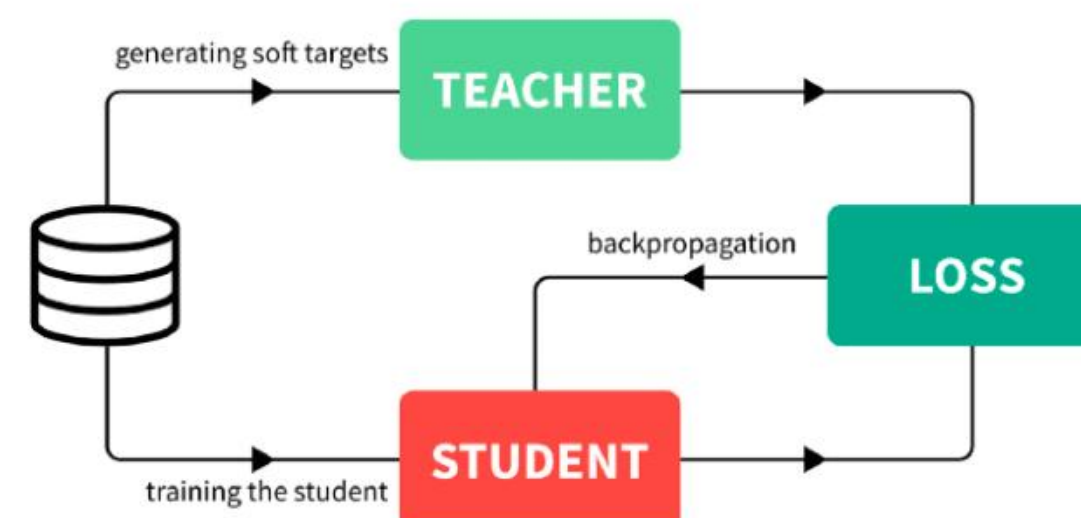 generating soft targets
TEACHER
backpropagation
LOSS
STUDENT
training the student